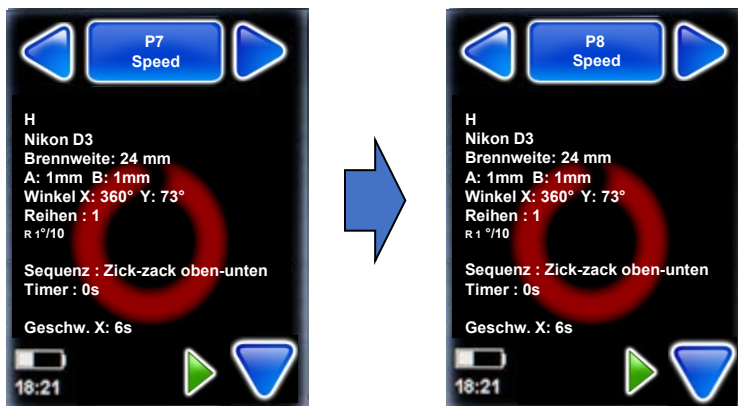 P7
Speed
H
Nikon D3
Brennweite: 24 mm
A: 1mm B: 1mm
Winkel X: 360° Y: 73°
Reihen : 1
R 1°/10
Sequenz : Zick-zack oben-unten
Timer : 0s
Geschw. X: 6s
18:21
P8
Speed
H
Nikon D3
Brennweite: 24 mm
A: 1mm B: 1mm
Winkel X: 360° Y: 73°
Reihen : 1
R 1°/10
Sequenz : Zick-zack oben-unten
Timer : 0s
Geschw. X: 6s
18:21